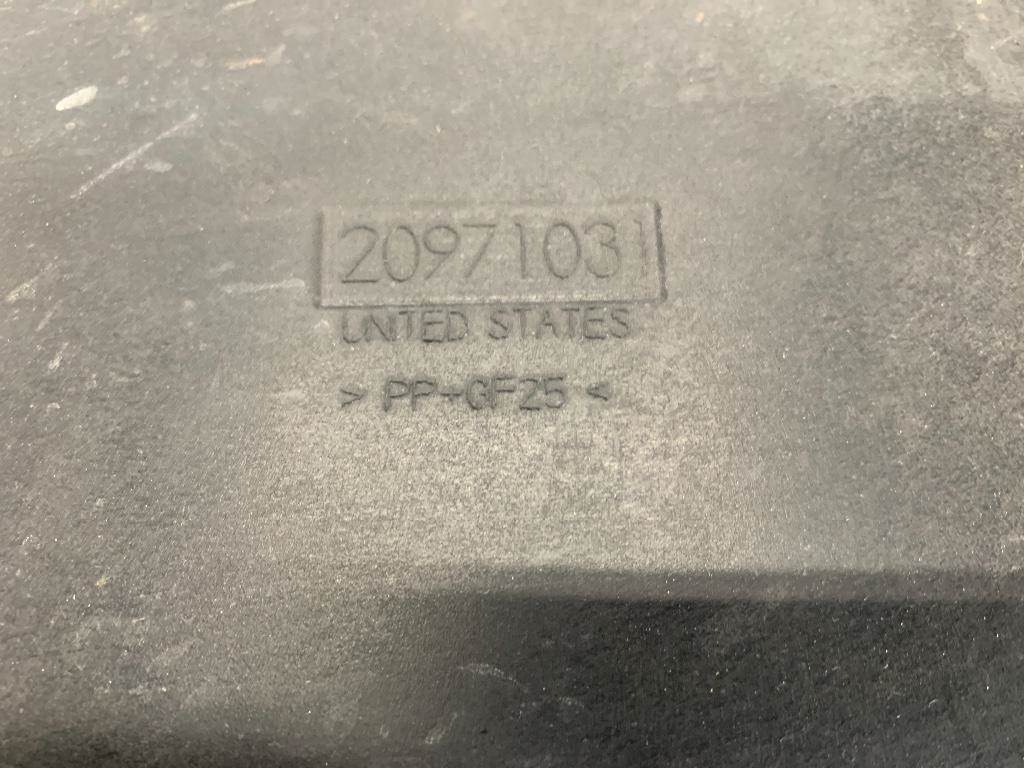 20971031
UNITED STATES
> PP+GF25 <